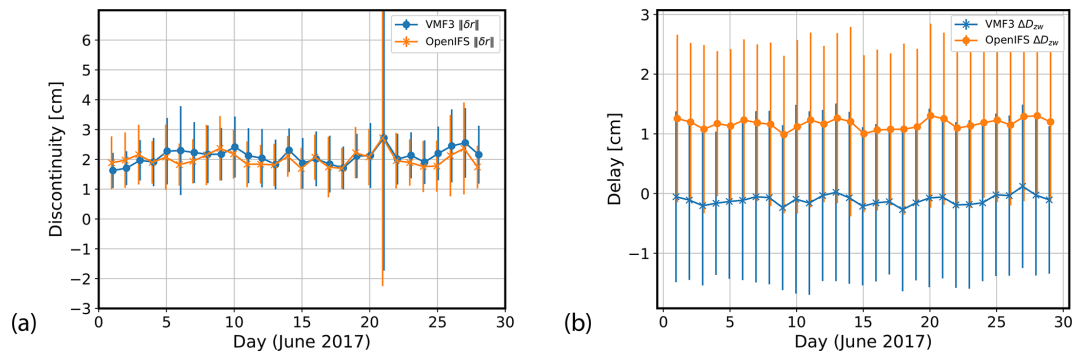 6
5
4
3
2
1
0
−1
−2
−3
Discontinuity [cm]
VMF3 ‖δr‖
OpenIFS ‖δr‖
0 5 10 15 20 25 30
Day (June 2017)
(a)
3
2
1
0
−1
Delay [cm]
VMF3 ΔD_zw
OpenIFS ΔD_zw
0 5 10 15 20 25 30
Day (June 2017)
(b)